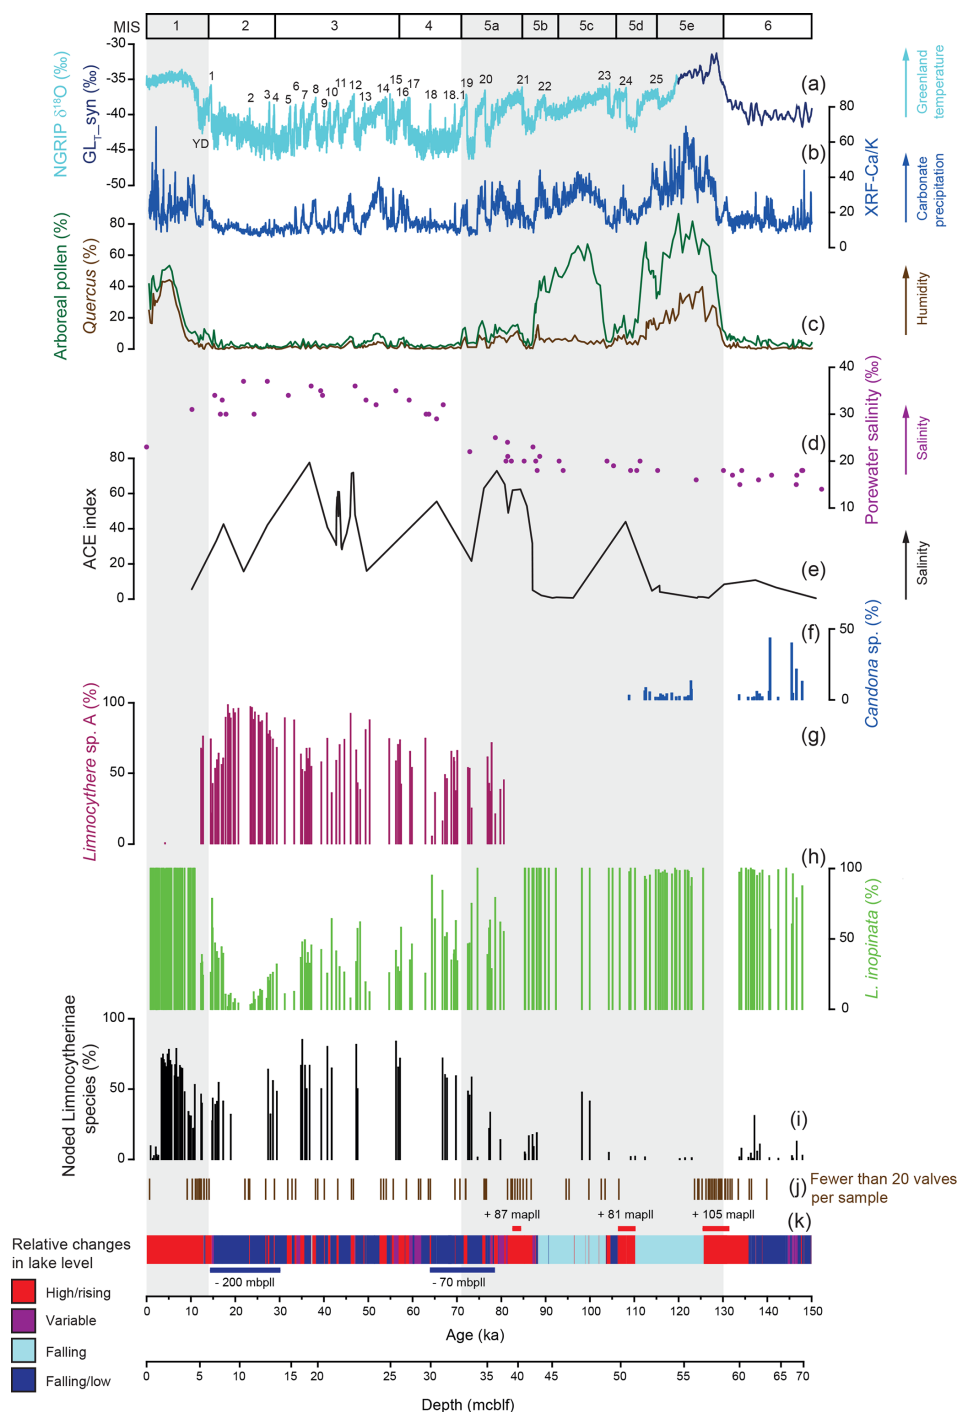 MIS 1 2 3 4 5a 5b 5c 5d 5e 6
NGRIP δ18O (‰)
GLT_syn (‰)
-30
-35
-40
-45
-50
1 2 3 4 5 6 7 8 9 10 11 12 13 14 15 16 17 18 18.1 19 20 21 22 23 24 25
YD
(a)
Greenland
temperature
(b)
80
60
40
20
0
XRF-Ca/K
Carbonate
precipitation
Arboreal pollen (%)
Quercus (%)
80
60
40
20
0
(c)
Humidity
40
30
20
10
(d)
Porewater salinity (‰)
Salinity
ACE index
80
60
40
20
0
(e)
Salinity
(f)
50
0
Candona sp. (%)
Limnocythere sp. A (%)
100
50
0
(g)
(h)
100
50
0
L. inopinata (%)
Noded Limnocytherinae
species (%)
100
50
0
(i)
(j)
Fewer than 20 valves
per sample
+ 87 mapll
+ 81 mapll
+ 105 mapll
(k)
- 200 mbpll
- 70 mbpll
Relative changes
in lake level
High/rising
Variable
Falling
Falling/low
0 10 20 30 40 50 60 70 80 90 100 110 120 130 140 150
Age (ka)
0 5 10 15 20 30 35 40 45 50 55 60 65 70
Depth (mcblf)